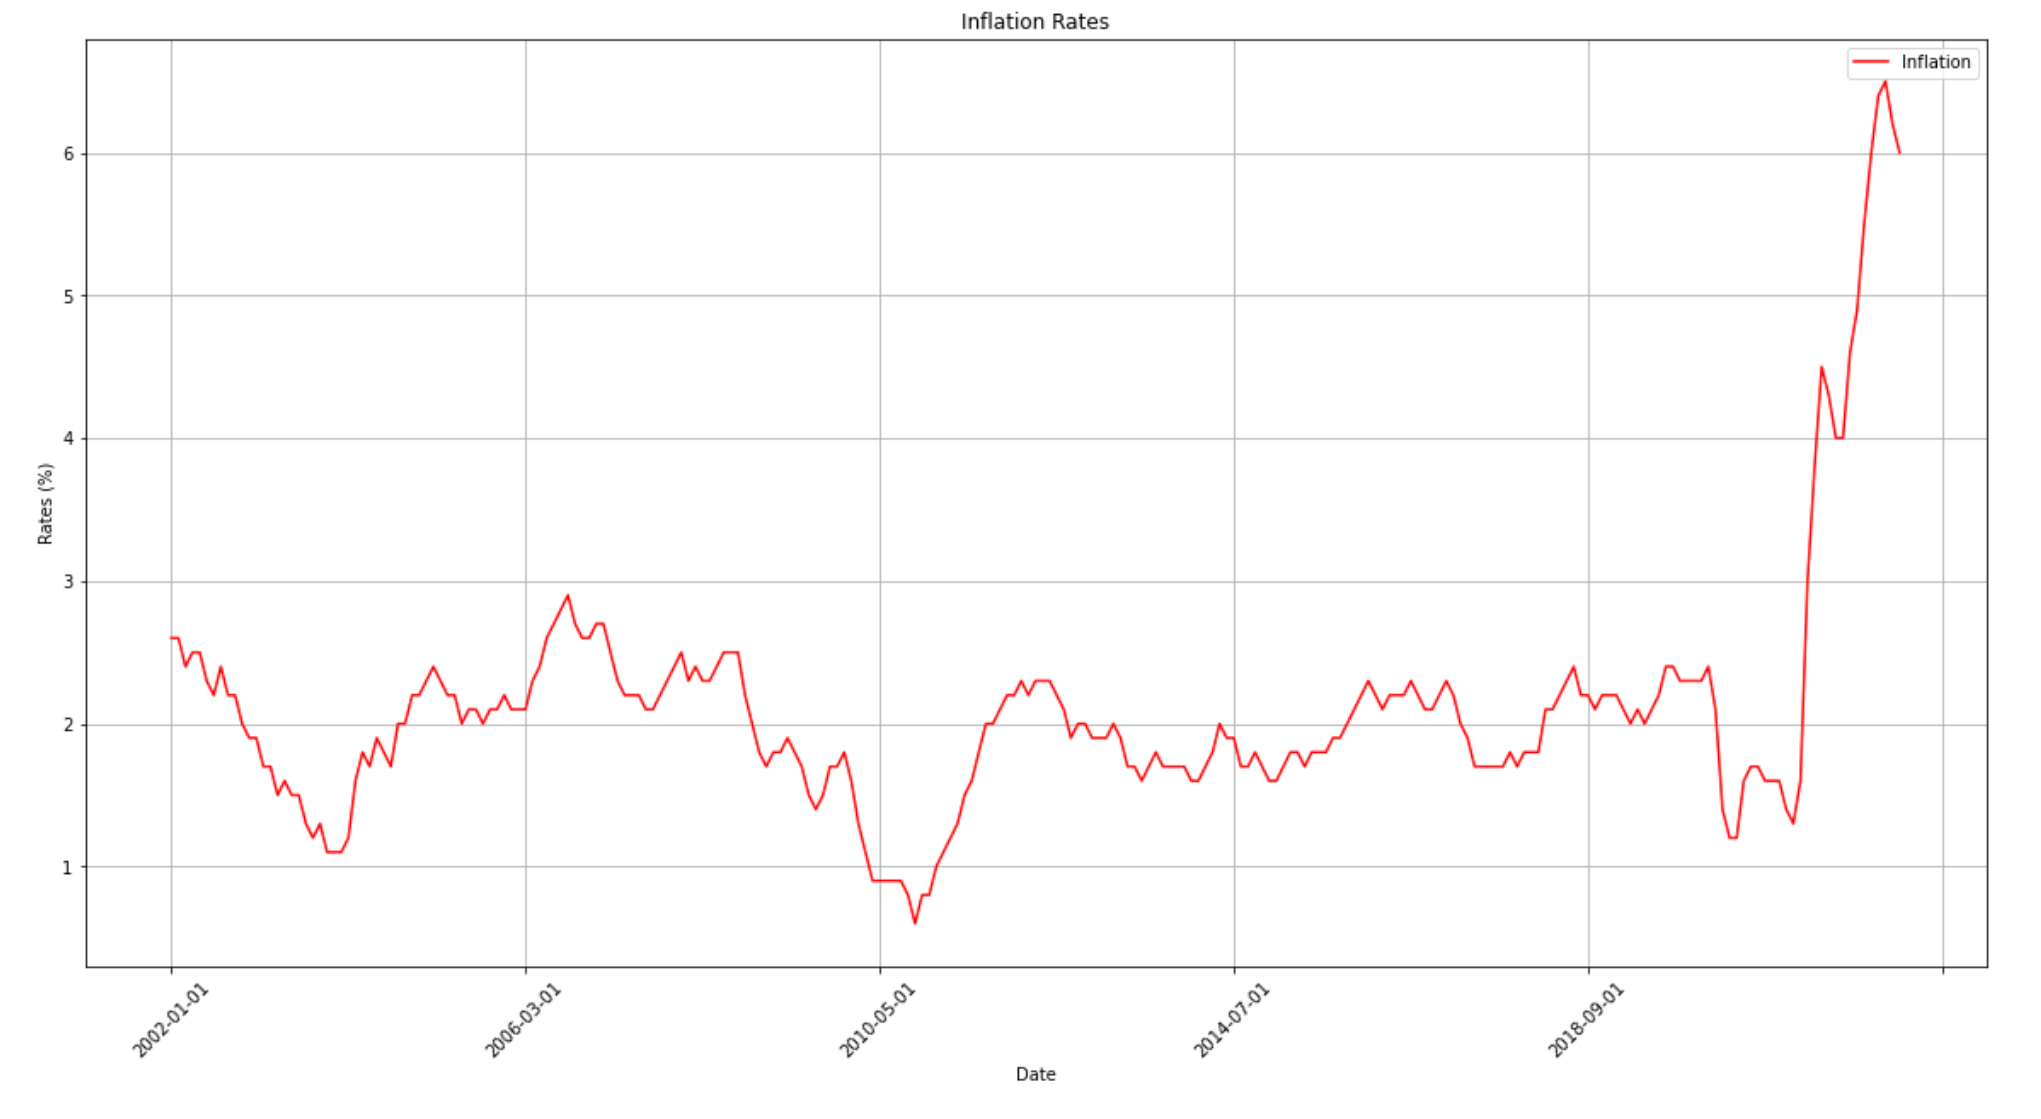 Inflation Rates
Inflation
6
5
4
3
2
1
Rates (%)
2002-01-01
2006-03-01
2010-05-01
2014-07-01
2018-09-01
Date